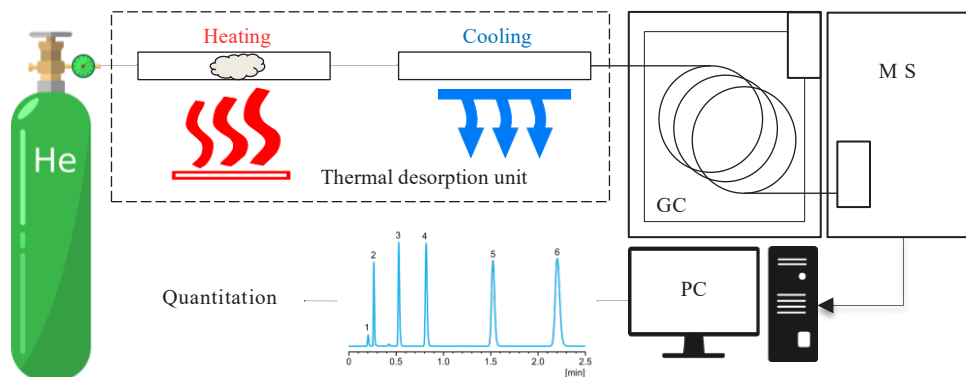 He
Heating
Cooling
Thermal desorption unit
GC
M S
Quantitation
1
2
3
4
5
6
0 0.5 1.0 1.5 2.0 2.5
[min]
PC